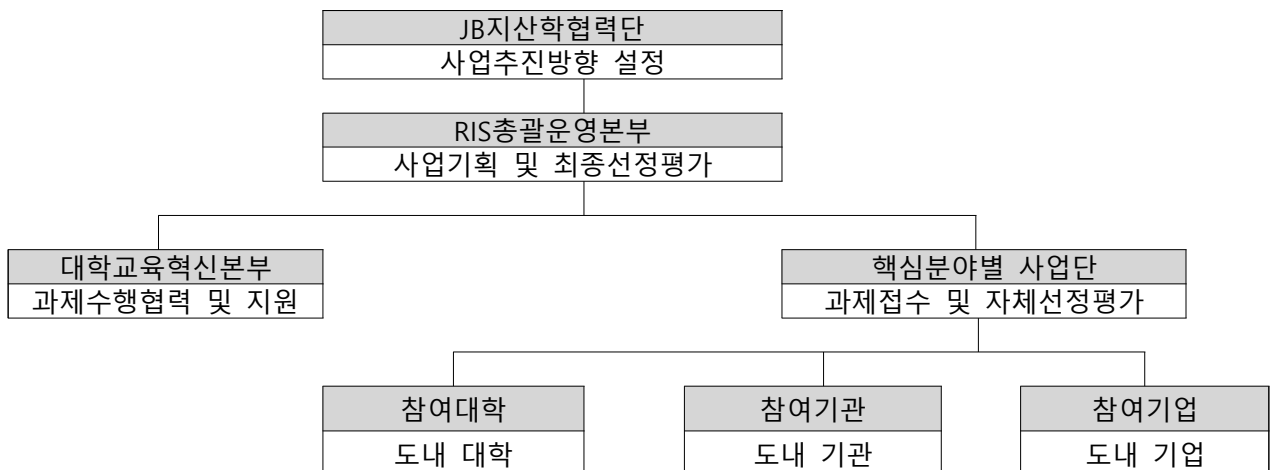 JB지산학협력단
사업추진방향 설정
RIS총괄운영본부
사업기획 및 최종선정평가
대학교육혁신본부
과제수행협력 및 지원
핵심분야별 사업단
과제접수 및 자체선정평가
참여대학
도내 대학
참여기관
도내 기관
참여기업
도내 기업